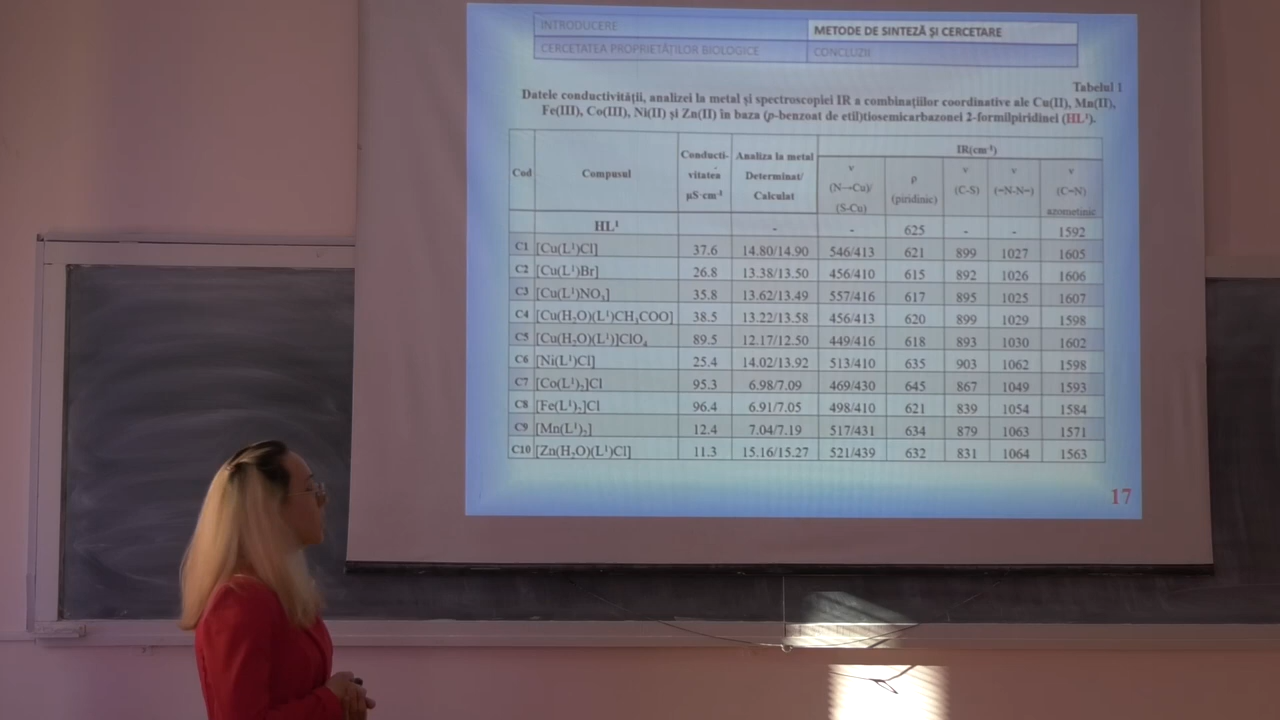 INTRODUCERE METODE DE SINTEZĂ ȘI CERCETARE
CERCETATEA PROPRIETĂȚILOR BIOLOGICE CONCLUZII
Tabelul 1
Datele conductivității, analizei la metal și spectroscopiei IR a combinațiilor coordinative ale Cu(II), Mn(II),
Fe(III), Co(III), Ni(II) și Zn(II) în baza (p-benzoat de etil)tiosemicarbazonei 2-formilpiridinei (HL¹).
Cod Compusul Conducti-vitatea µS·cm⁻¹ Analiza la metal Determinat/ Calculat IR(cm⁻¹)
ν (N→Cu)/ (S-Cu) ρ (piridinic) ν (C-S) ν (=N-N=) ν (C=N) azometinic
HL¹ - - 625 - - 1592
C1 [Cu(L¹)Cl] 37.6 14.80/14.90 546/413 621 899 1027 1605
C2 [Cu(L¹)Br] 26.8 13.38/13.50 456/410 615 892 1026 1606
C3 [Cu(L¹)NO₃] 35.8 13.62/13.49 557/416 617 895 1025 1607
C4 [Cu(H₂O)(L¹)CH₃COO] 38.5 13.22/13.58 456/413 620 899 1029 1598
C5 [Cu(H₂O)(L¹)]ClO₄ 89.5 12.17/12.50 449/416 618 893 1030 1602
C6 [Ni(L¹)Cl] 25.4 14.02/13.92 513/410 635 903 1062 1598
C7 [Co(L¹)₂]Cl 95.3 6.98/7.09 469/430 645 867 1049 1593
C8 [Fe(L¹)₂]Cl 96.4 6.91/7.05 498/410 621 839 1054 1584
C9 [Mn(L¹)₂] 12.4 7.04/7.19 517/431 634 879 1063 1571
C10 [Zn(H₂O)(L¹)Cl] 11.3 15.16/15.27 521/439 632 831 1064 1563
17